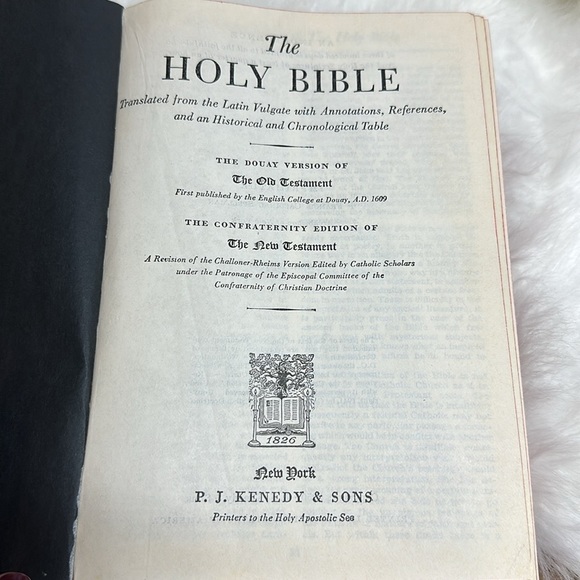 The
HOLY BIBLE
Translated from the Latin Vulgate with Annotations, References,
and an Historical and Chronological Table
THE DOUAY VERSION OF
The Old Testament
First published by the English College at Douay, A.D. 1609
THE CONFRATERNITY EDITION OF
The New Testament
A Revision of the Challoner-Rheims Version Edited by Catholic Scholars
under the Patronage of the Episcopal Committee of the
Confraternity of Christian Doctrine
1826
New York
P. J. KENEDY & SONS
Printers to the Holy Apostolic See